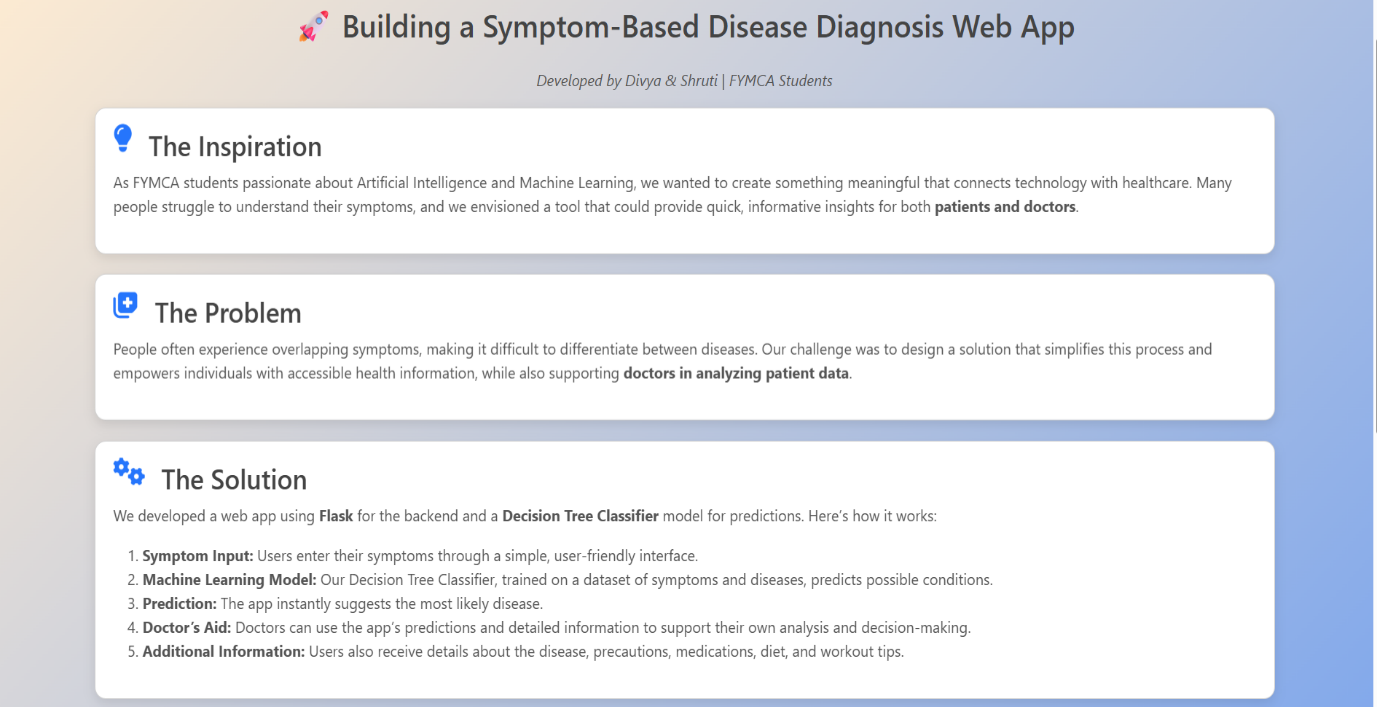 🚀 Building a Symptom-Based Disease Diagnosis Web App
Developed by Divya & Shruti | FYMCA Students
The Inspiration
As FYMCA students passionate about Artificial Intelligence and Machine Learning, we wanted to create something meaningful that connects technology with healthcare. Many
people struggle to understand their symptoms, and we envisioned a tool that could provide quick, informative insights for both patients and doctors.
The Problem
People often experience overlapping symptoms, making it difficult to differentiate between diseases. Our challenge was to design a solution that simplifies this process and
empowers individuals with accessible health information, while also supporting doctors in analyzing patient data.
The Solution
We developed a web app using Flask for the backend and a Decision Tree Classifier model for predictions. Here’s how it works:
1. Symptom Input: Users enter their symptoms through a simple, user-friendly interface.
2. Machine Learning Model: Our Decision Tree Classifier, trained on a dataset of symptoms and diseases, predicts possible conditions.
3. Prediction: The app instantly suggests the most likely disease.
4. Doctor’s Aid: Doctors can use the app’s predictions and detailed information to support their own analysis and decision-making.
5. Additional Information: Users also receive details about the disease, precautions, medications, diet, and workout tips.